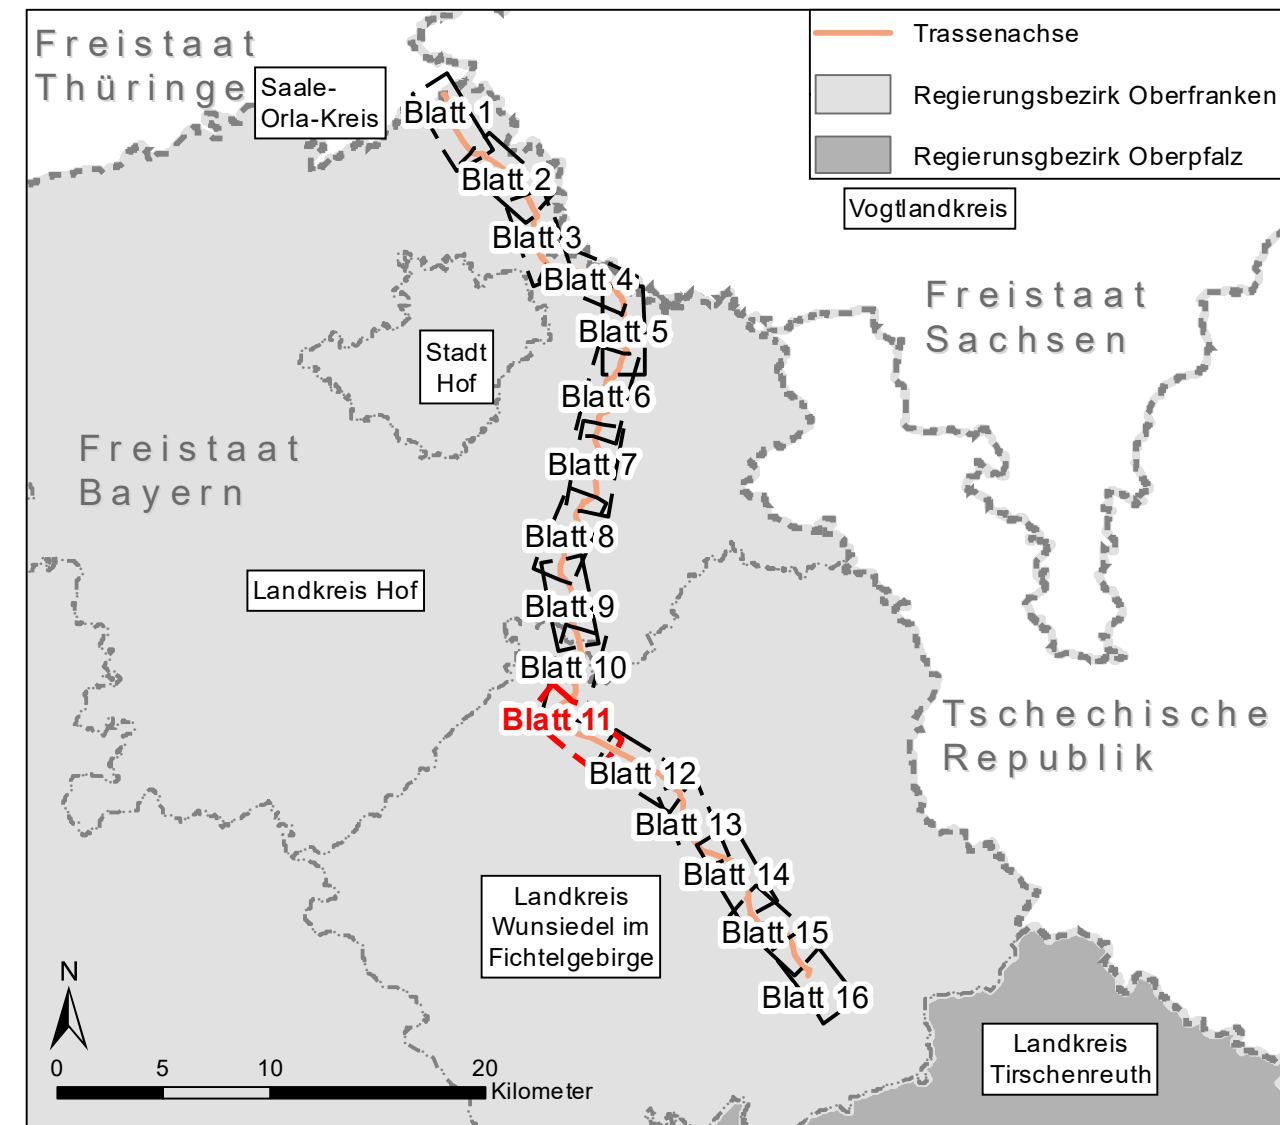 Freistaat
Thüringe
Saale-
Orla-Kreis
Trassenachse
Regierungsbezirk Oberfranken
Regierunsgbezirk Oberpfalz
Vogtlandkreis
Blatt 1
Blatt 2
Blatt 3
Blatt 4
Blatt 5
Blatt 6
Blatt 7
Blatt 8
Blatt 9
Blatt 10
Blatt 11
Blatt 12
Blatt 13
Blatt 14
Blatt 15
Blatt 16
Freistaat
Sachsen
Stadt
Hof
Freistaat
Bayern
Landkreis Hof
Tschechische
Republik
Landkreis
Wunsiedel im
Fichtelgebirge
Landkreis
Tirschenreuth
N
0 5 10 20
Kilometer